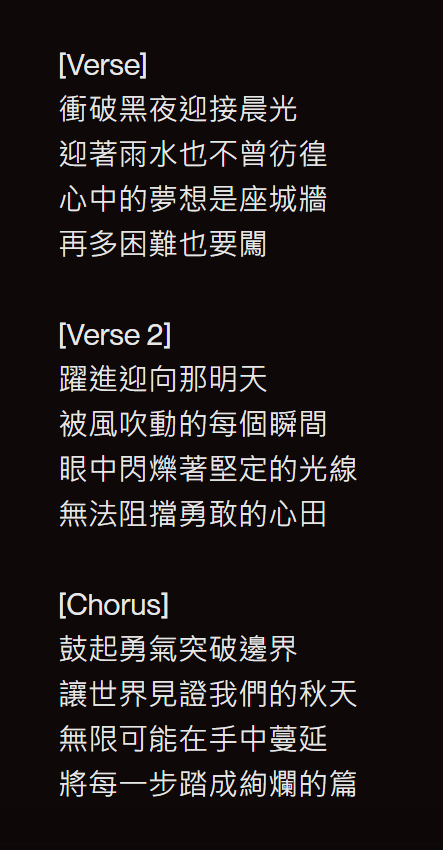 [Verse]
衝破黑夜迎接晨光
迎著雨水也不曾彷徨
心中的夢想是座城牆
再多困難也要闖
[Verse 2]
躍進迎向那明天
被風吹動的每個瞬間
眼中閃爍著堅定的光線
無法阻擋勇敢的心田
[Chorus]
鼓起勇氣突破邊界
讓世界見證我們的秋天
無限可能在手中蔓延
將每一步踏成絢爛的篇